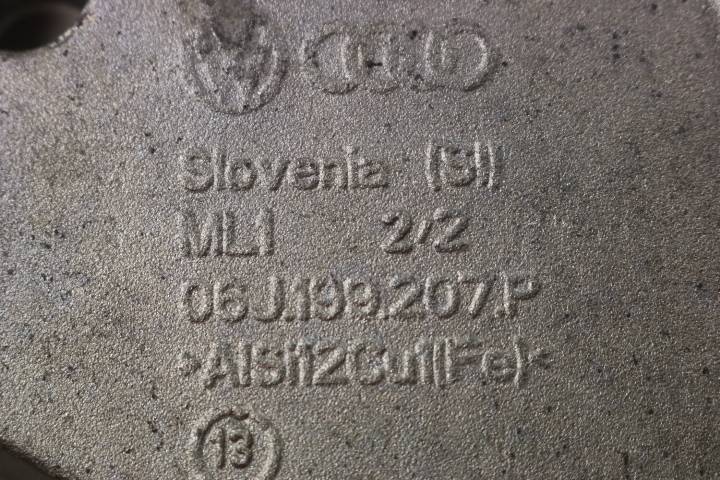 Slovenia (SI)
ML1 2/2
06J.199.207.P
>AlSi12Cu1(Fe)<
13